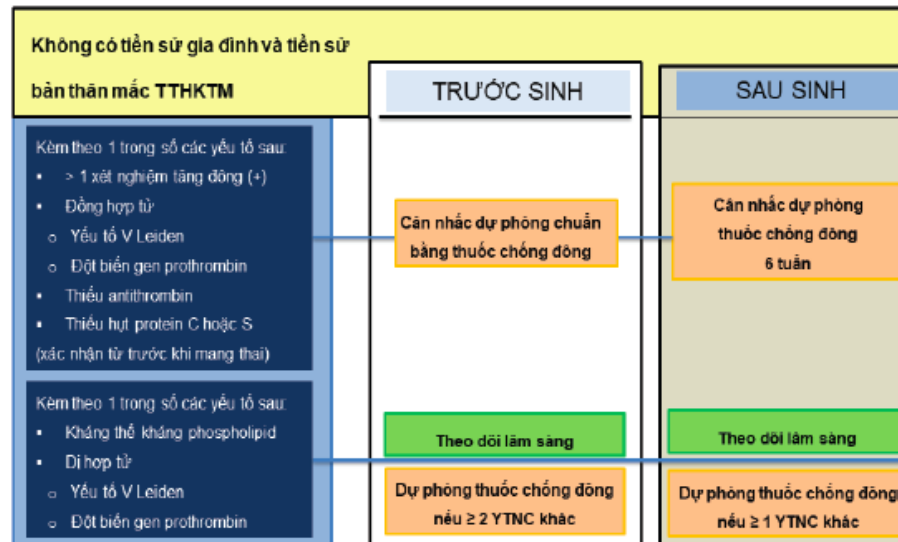 Không có tiền sử gia đình và tiền sử
bản thân mắc TTHKTM
TRƯỚC SINH
SAU SINH
Kèm theo 1 trong số các yếu tố sau:
▪ > 1 xét nghiệm tăng đông (+)
▪ Đồng hợp tử
o Yếu tố V Leiden
o Đột biến gen prothrombin
▪ Thiếu antithrombin
▪ Thiếu hụt protein C hoặc S
(xác nhận từ trước khi mang thai)
Cân nhắc dự phòng chuẩn
bằng thuốc chống đông
Cân nhắc dự phòng
thuốc chống đông
6 tuần
Kèm theo 1 trong số các yếu tố sau:
▪ Kháng thể kháng phospholipid
▪ Dị hợp tử
o Yếu tố V Leiden
o Đột biến gen prothrombin
Theo dõi lâm sàng
Dự phòng thuốc chống đông
nếu ≥ 2 YTNC khác
Theo dõi lâm sàng
Dự phòng thuốc chống đông
nếu ≥ 1 YTNC khác